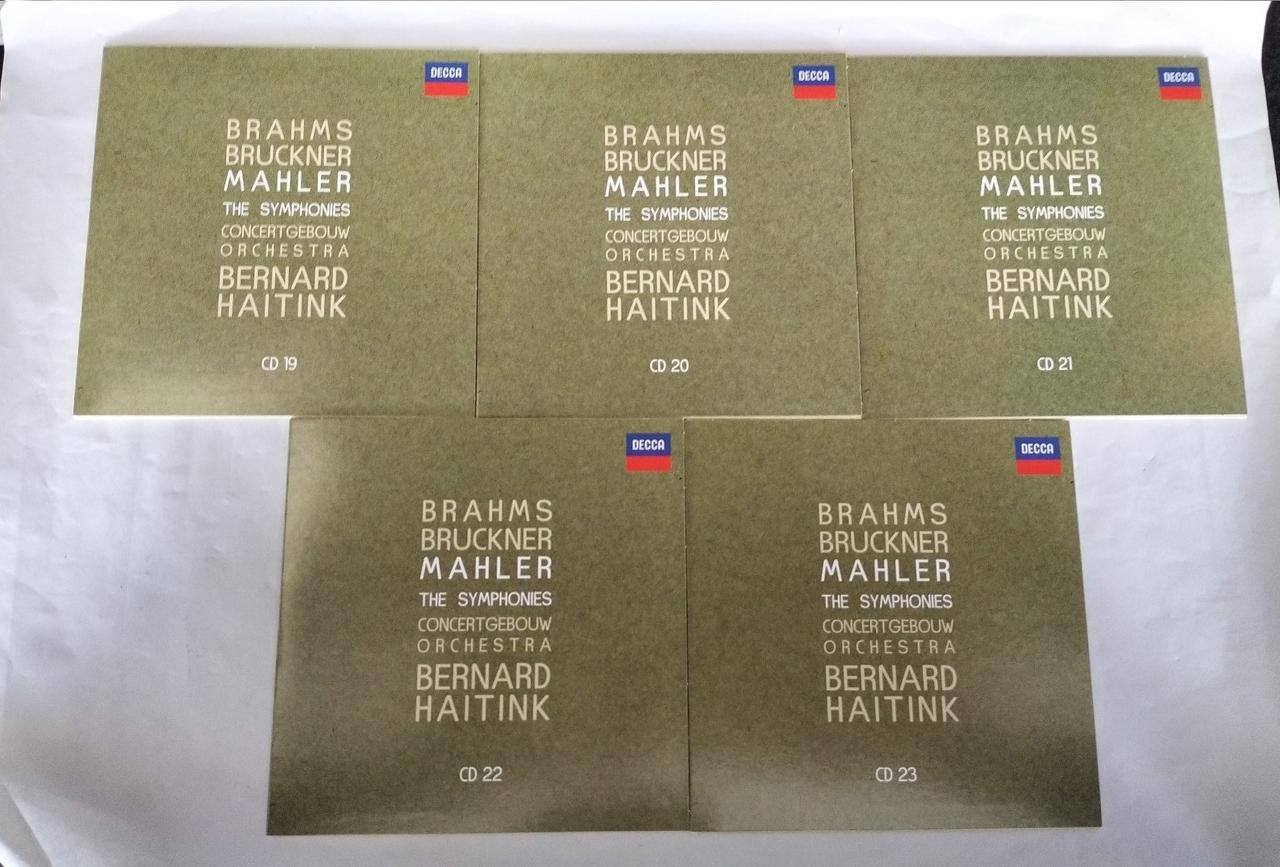 DECCA
BRAHMS
BRUCKNER
MAHLER
THE SYMPHONIES
CONCERTGEBOUW
ORCHESTRA
BERNARD
HAITINK
CD 19
DECCA
BRAHMS
BRUCKNER
MAHLER
THE SYMPHONIES
CONCERTGEBOUW
ORCHESTRA
BERNARD
HAITINK
CD 20
DECCA
BRAHMS
BRUCKNER
MAHLER
THE SYMPHONIES
CONCERTGEBOUW
ORCHESTRA
BERNARD
HAITINK
CD 21
DECCA
BRAHMS
BRUCKNER
MAHLER
THE SYMPHONIES
CONCERTGEBOUW
ORCHESTRA
BERNARD
HAITINK
CD 22
DECCA
BRAHMS
BRUCKNER
MAHLER
THE SYMPHONIES
CONCERTGEBOUW
ORCHESTRA
BERNARD
HAITINK
CD 23